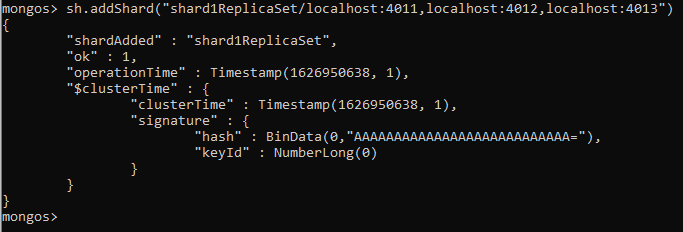 mongos> sh.addShard("shard1ReplicaSet/localhost:4011,localhost:4012,localhost:4013")
{
        "shardAdded" : "shard1ReplicaSet",
        "ok" : 1,
        "operationTime" : Timestamp(1626950638, 1),
        "$clusterTime" : {
                "clusterTime" : Timestamp(1626950638, 1),
                "signature" : {
                        "hash" : BinData(0,"AAAAAAAAAAAAAAAAAAAAAAAAAAA="),
                        "keyId" : NumberLong(0)
                }
        }
}
mongos>